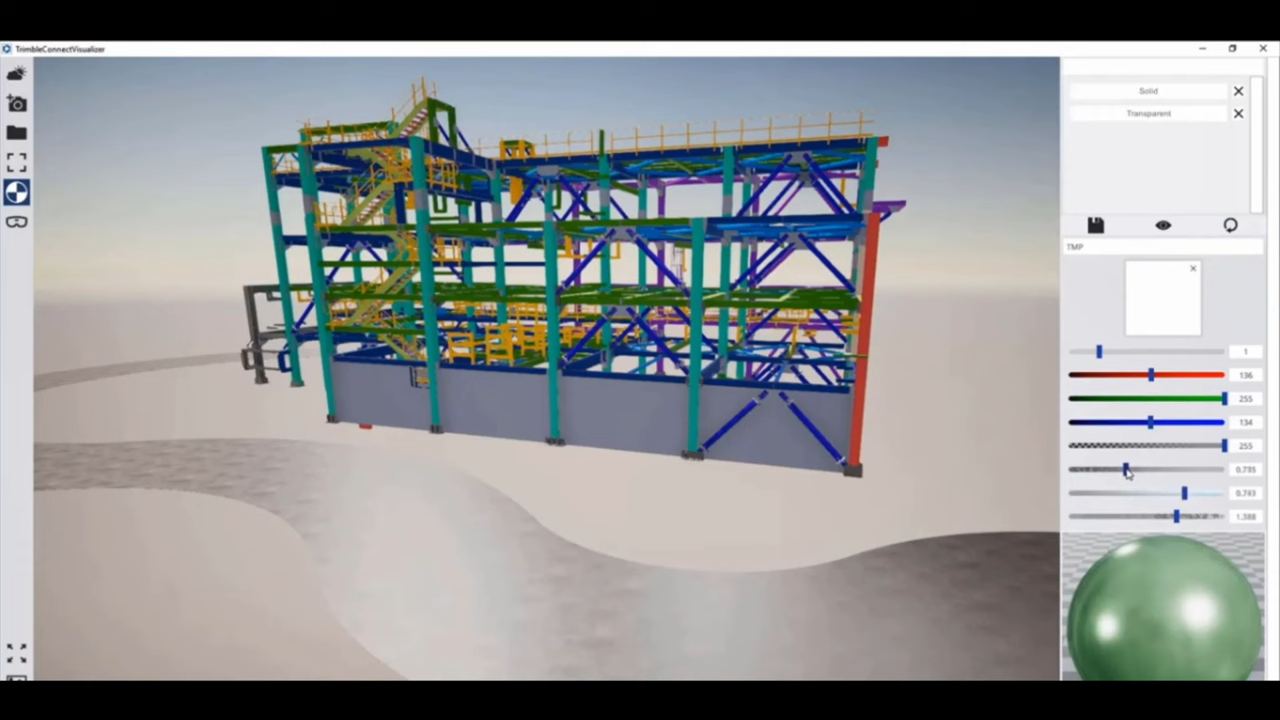 TrimbleConnectVisualizer
Solid
Transparent
TMP
1
136
255
134
255
0.735
0.743
1.388